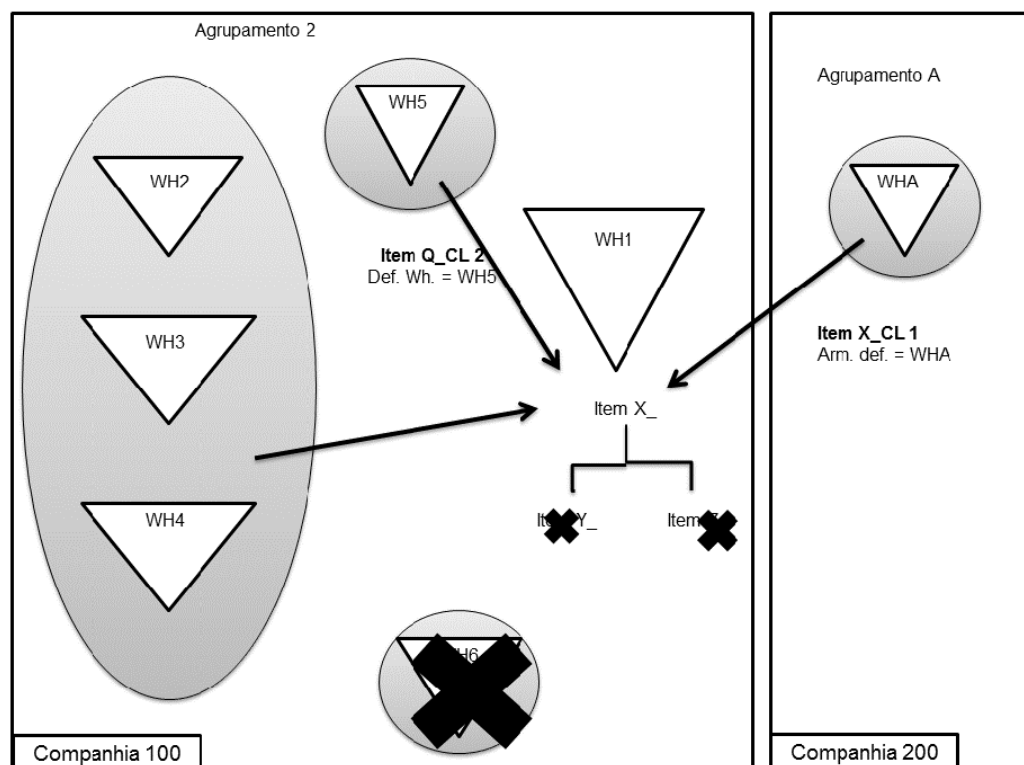 Agrupamento 2
WH5
WH2
Item Q_CL 2
Def. Wh. = WH5
WH1
WH3
Item X_
WH4
Companhia 100
Agrupamento A
WHA
Item X_CL 1
Arm. def. = WHA
Companhia 200